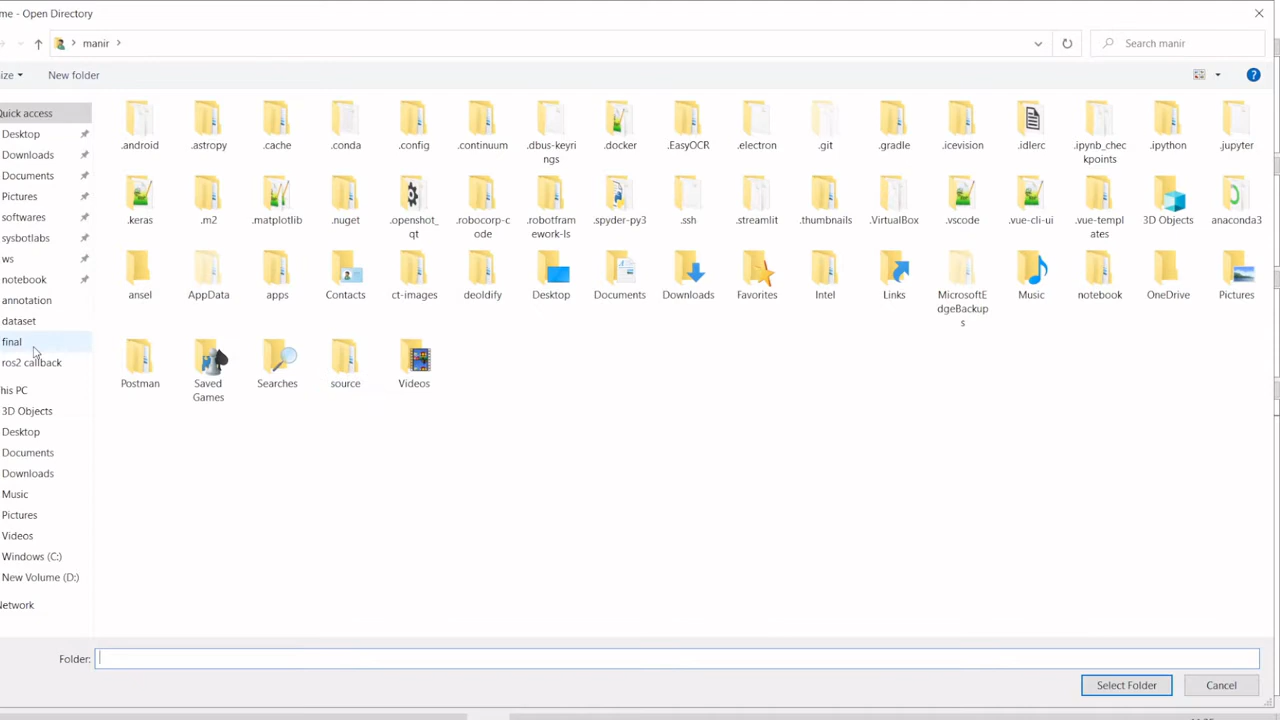 me - Open Directory
manir
Search manir
ize
New folder
Quick access
Desktop
Downloads
Documents
Pictures
softwares
sysbotlabs
ws
notebook
annotation
dataset
final
ros2 callback
his PC
3D Objects
Desktop
Documents
Downloads
Music
Pictures
Videos
Windows (C:)
New Volume (D:)
Network
.android
.astropy
.cache
.conda
.config
.continuum
.dbus-keyri
ngs
.docker
.EasyOCR
.electron
.git
.gradle
.icevision
.idlerc
.ipynb_chec
kpoints
.ipython
.jupyter
.keras
.m2
.matplotlib
.nuget
.openshot_
qt
.robocorp-c
ode
.robotfram
ework-ls
.spyder-py3
.ssh
.streamlit
.thumbnails
.VirtualBox
.vscode
.vue-cli-ui
.vue-templ
ates
3D Objects
anaconda3
ansel
AppData
apps
Contacts
ct-images
deoldify
Desktop
Documents
Downloads
Favorites
Intel
Links
MicrosoftE
dgeBackup
s
Music
notebook
OneDrive
Pictures
Postman
Saved
Games
Searches
source
Videos
Folder:
Select Folder
Cancel